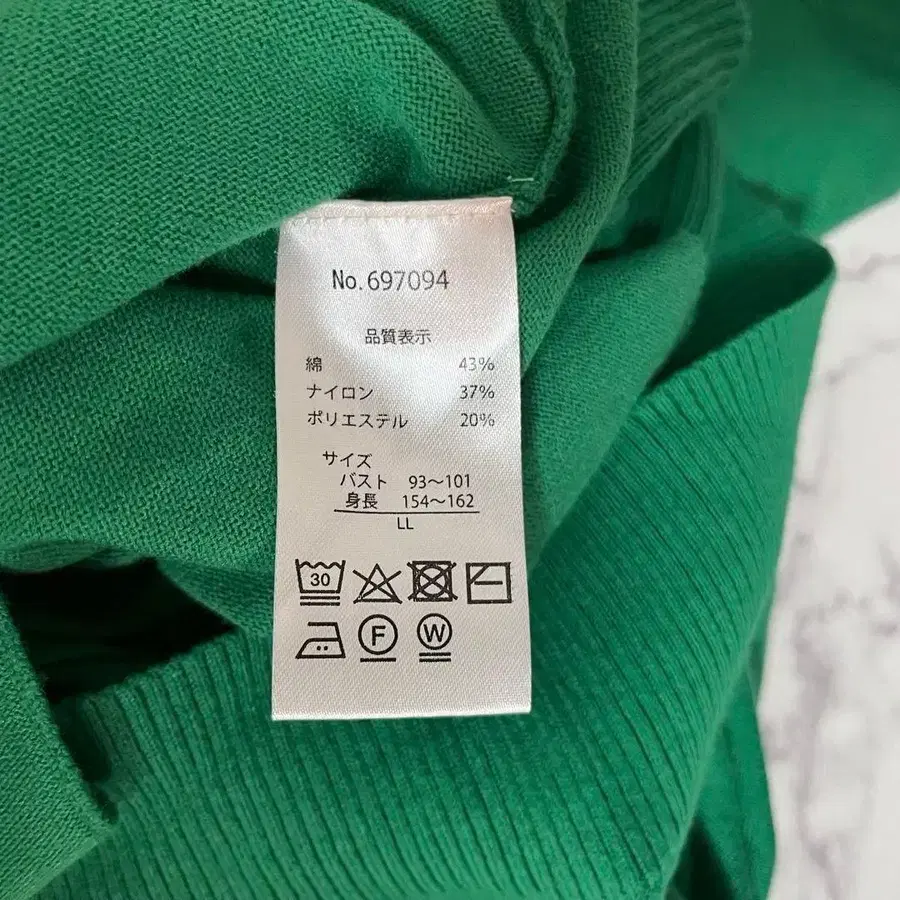 No.697094
品質表示
綿 43%
ナイロン 37%
ポリエステル 20%
サイズ
バスト 93～101
身長 154～162
LL
30
F W